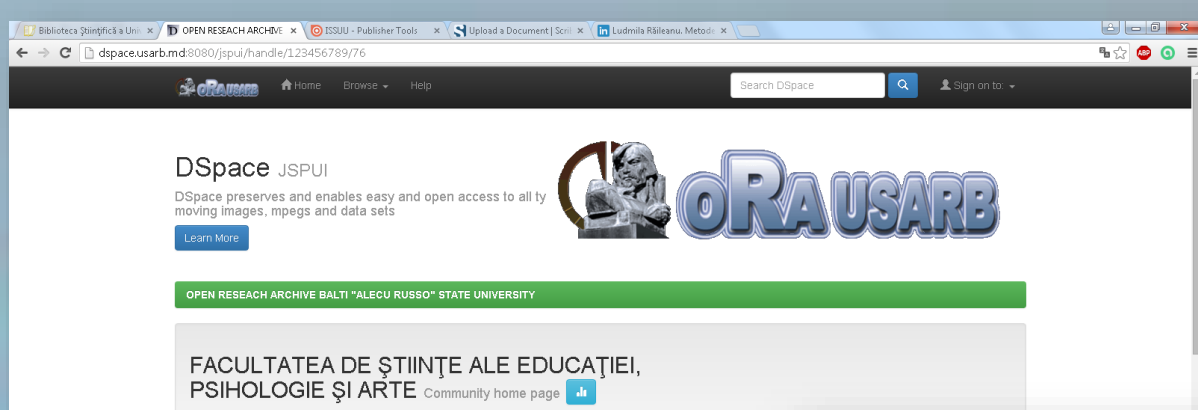 Biblioteca Ştiinţifică a Univ
OPEN RESEACH ARCHIVE
ISSUU - Publisher Tools
Upload a Document | Scri
Ludmila Răileanu. Metode
dspace.usarb.md:8080/jspui/handle/123456789/76
ABP
ORA USARB
Home
Browse
Help
Search DSpace
Sign on to:
DSpace JSPUI
DSpace preserves and enables easy and open access to all ty
moving images, mpegs and data sets
Learn More
ORA USARB
OPEN RESEACH ARCHIVE BALTI "ALECU RUSSO" STATE UNIVERSITY
FACULTATEA DE ŞTIINŢE ALE EDUCAŢIEI,
PSIHOLOGIE ŞI ARTE Community home page